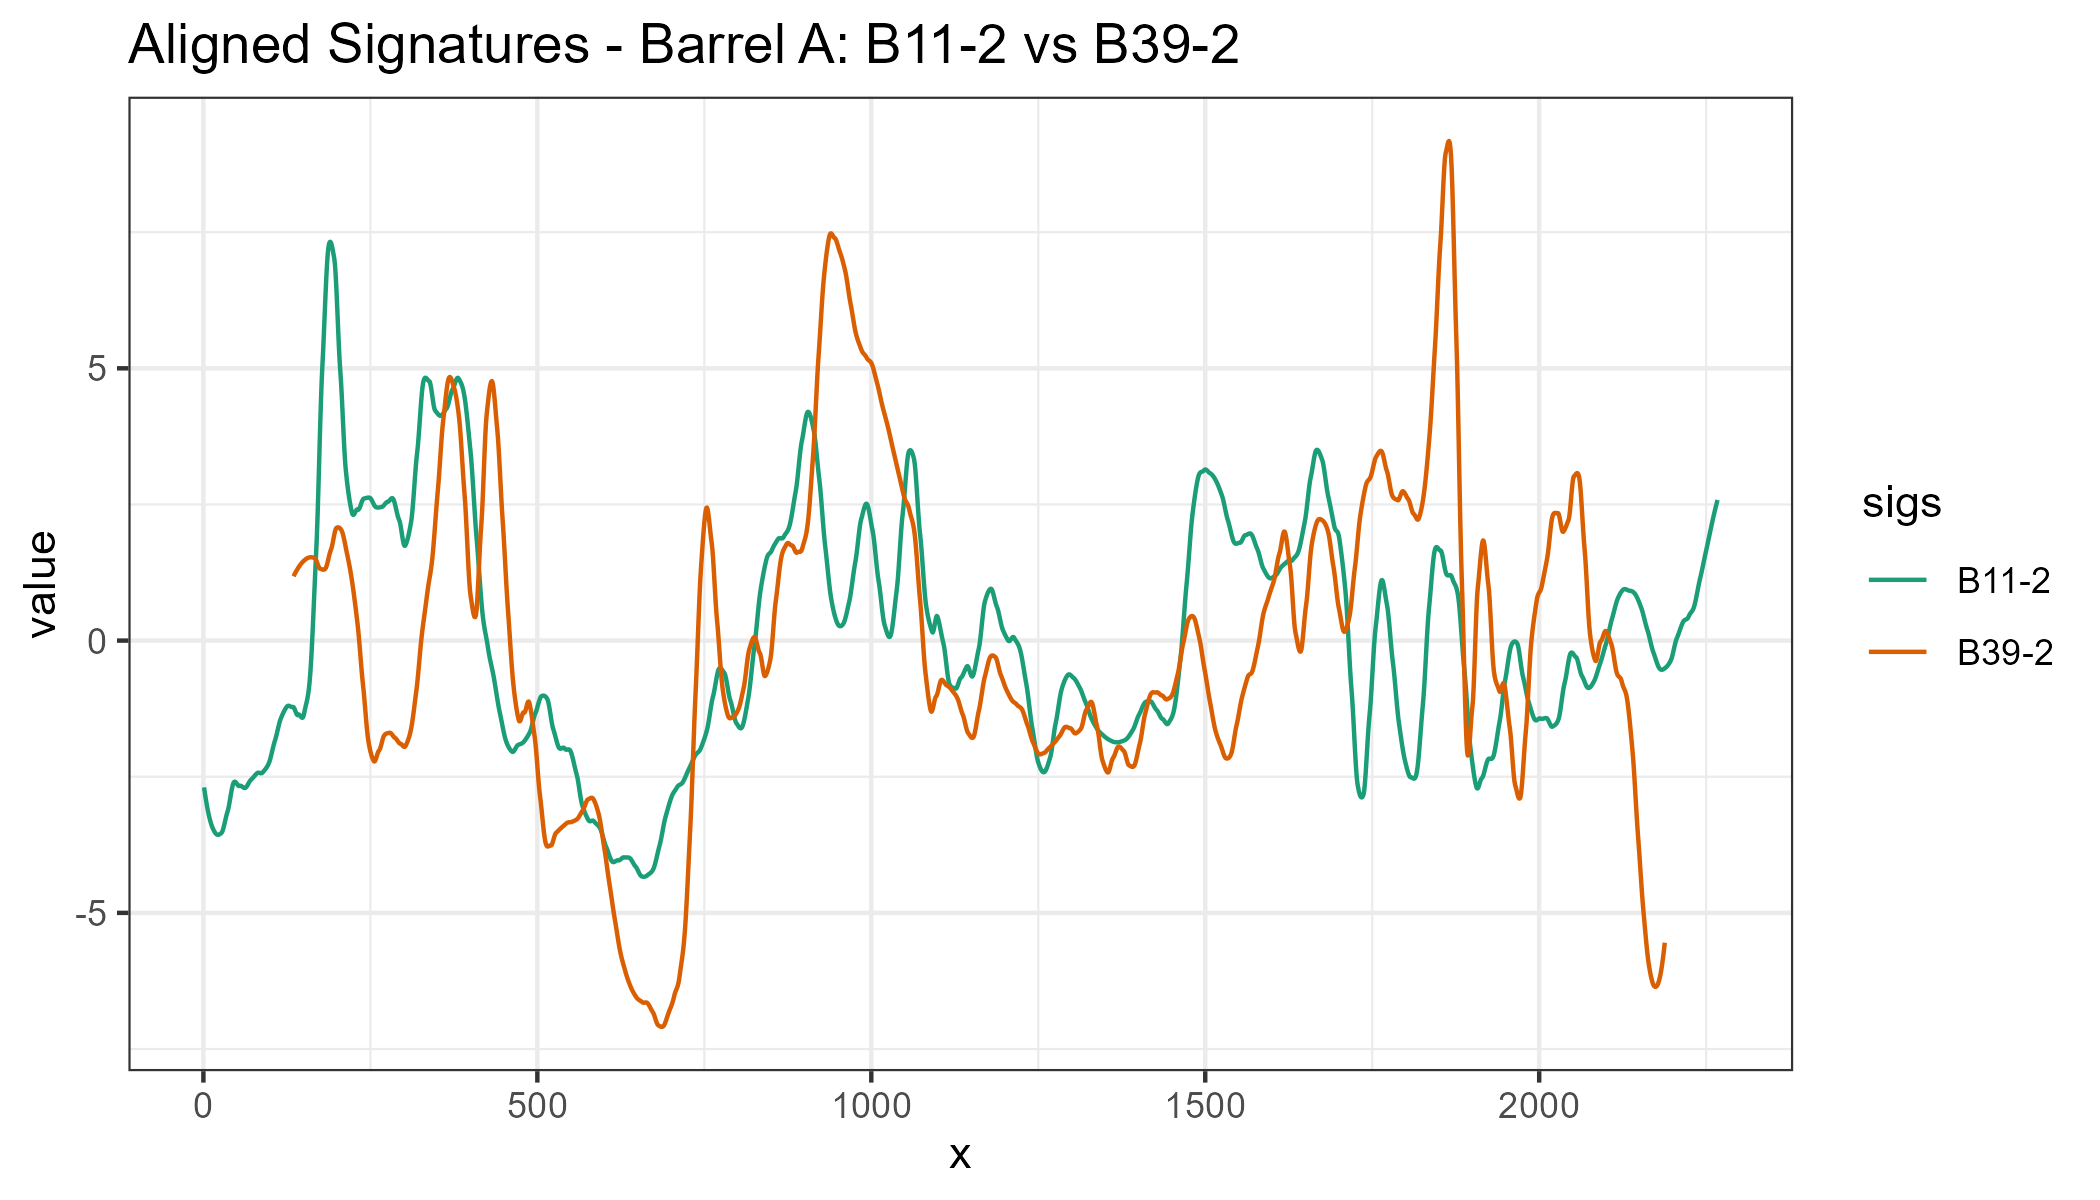 Aligned Signatures - Barrel A: B11-2 vs B39-2
value
5
0
-5
0
500
1000
1500
2000
x
sigs
B11-2
B39-2